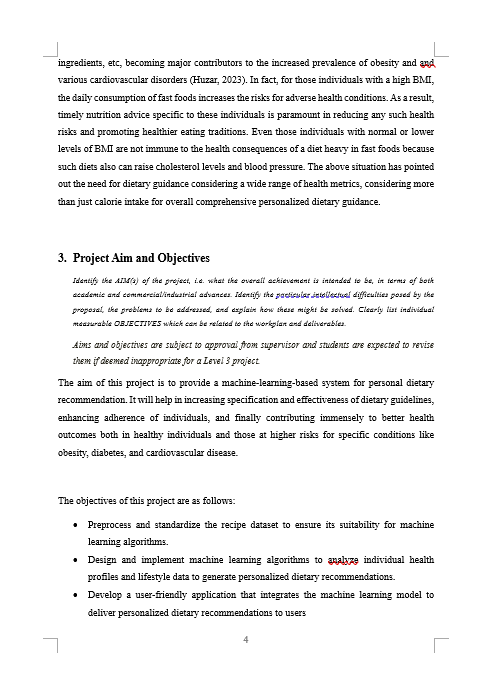 ingredients, etc, becoming major contributors to the increased prevalence of obesity and and
various cardiovascular disorders (Huzar, 2023). In fact, for those individuals with a high BMI,
the daily consumption of fast foods increases the risks for adverse health conditions. As a result,
timely nutrition advice specific to these individuals is paramount in reducing any such health
risks and promoting healthier eating traditions. Even those individuals with normal or lower
levels of BMI are not immune to the health consequences of a diet heavy in fast foods because
such diets also can raise cholesterol levels and blood pressure. The above situation has pointed
out the need for dietary guidance considering a wide range of health metrics, considering more
than just calorie intake for overall comprehensive personalized dietary guidance.
3. Project Aim and Objectives
Identify the AIM(s) of the project, i.e. what the overall achievement is intended to be, in terms of both
academic and commercial/industrial advances. Identify the particular intellectual difficulties posed by the
proposal, the problems to be addressed, and explain how these might be solved. Clearly list individual
measurable OBJECTIVES which can be related to the workplan and deliverables.
Aims and objectives are subject to approval from supervisor and students are expected to revise
them if deemed inappropriate for a Level 3 project.
The aim of this project is to provide a machine-learning-based system for personal dietary
recommendation. It will help in increasing specification and effectiveness of dietary guidelines,
enhancing adherence of individuals, and finally contributing immensely to better health
outcomes both in healthy individuals and those at higher risks for specific conditions like
obesity, diabetes, and cardiovascular disease.
The objectives of this project are as follows:
• Preprocess and standardize the recipe dataset to ensure its suitability for machine
learning algorithms.
• Design and implement machine learning algorithms to analyze individual health
profiles and lifestyle data to generate personalized dietary recommendations.
• Develop a user-friendly application that integrates the machine learning model to
deliver personalized dietary recommendations to users
4